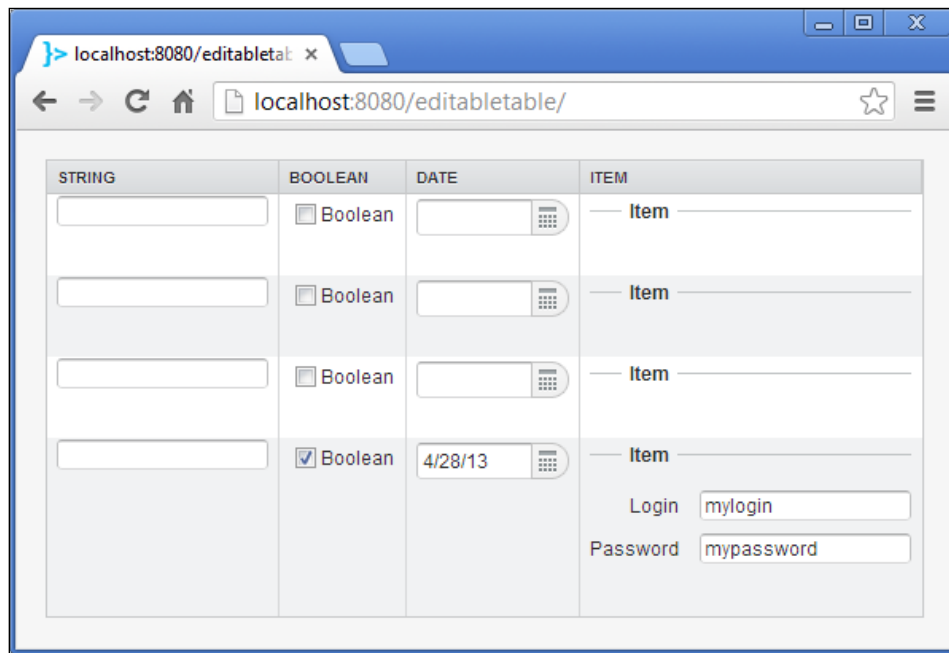 localhost:8080/editabletab
localhost:8080/editabletable/
STRING BOOLEAN DATE ITEM
Boolean Item
Boolean Item
Boolean Item
Boolean 4/28/13 Item
Login mylogin
Password mypassword